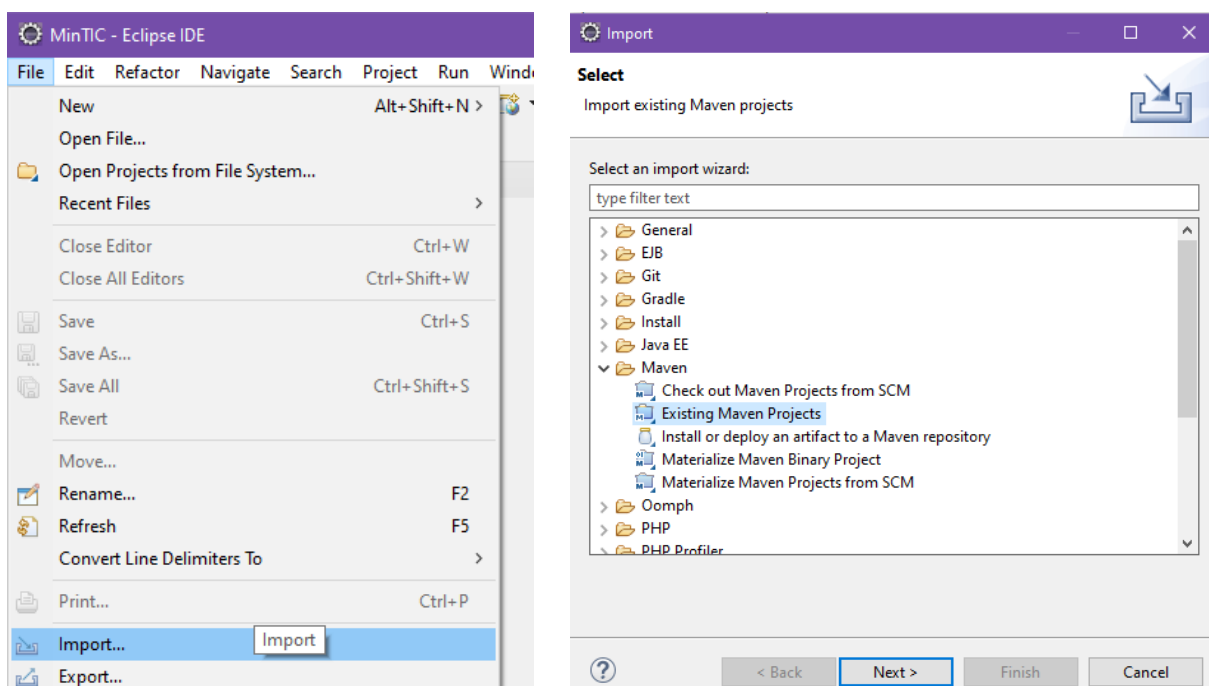 MinTIC - Eclipse IDE
File Edit Refactor Navigate Search Project Run
New Alt+Shift+N >
Open File...
Open Projects from File System...
Recent Files >
Close Editor Ctrl+W
Close All Editors Ctrl+Shift+W
Save Ctrl+S
Save As...
Save All Ctrl+Shift+S
Revert
Move...
Rename... F2
Refresh F5
Convert Line Delimiters To >
Print... Ctrl+P
Import... Import
Export...
Import
Select
Import existing Maven projects
Select an import wizard:
type filter text
General
EJB
Git
Gradle
Install
Java EE
Maven
Check out Maven Projects from SCM
Existing Maven Projects
Install or deploy an artifact to a Maven repository
Materialize Maven Binary Project
Materialize Maven Projects from SCM
Oomph
PHP
PHP Profiler
? < Back Next > Finish Cancel